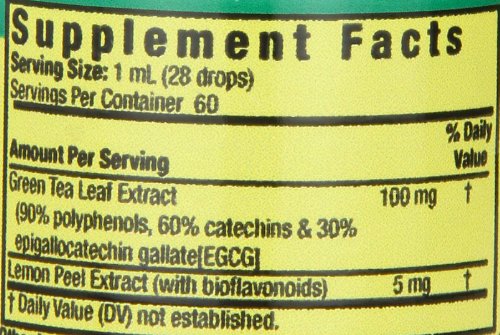 Supplement Facts
Serving Size: 1 mL (28 drops)
Servings Per Container 60
% Daily
Amount Per Serving Value
Green Tea Leaf Extract 100 mg †
(90% polyphenols, 60% catechins & 30%
epigallocatechin gallate[EGCG]
Lemon Peel Extract (with bioflavonoids) 5 mg †
† Daily Value (DV) not established.